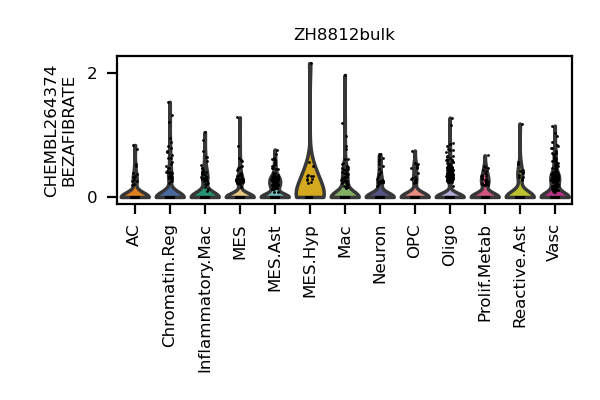 ZH8812bulk
CHEMBL264374
BEZAFIBRATE
2
0
AC
Chromatin.Reg
Inflammatory.Mac
MES
MES.Ast
MES.Hyp
Mac
Neuron
OPC
Oligo
Prolif.Metab
Reactive.Ast
Vasc